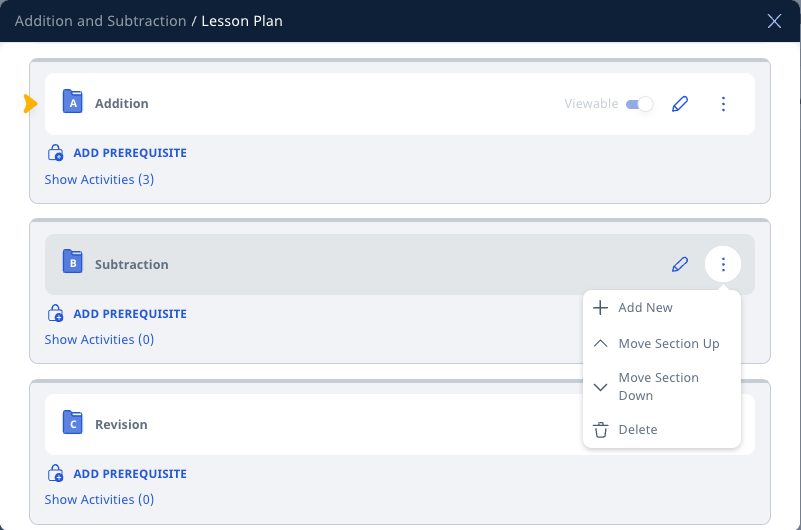 Addition and Subtraction / Lesson Plan
A Addition Viewable
ADD PREREQUISITE
Show Activities (3)
B Subtraction
ADD PREREQUISITE
Show Activities (0)
Add New
Move Section Up
Move Section
Down
Delete
C Revision
ADD PREREQUISITE
Show Activities (0)